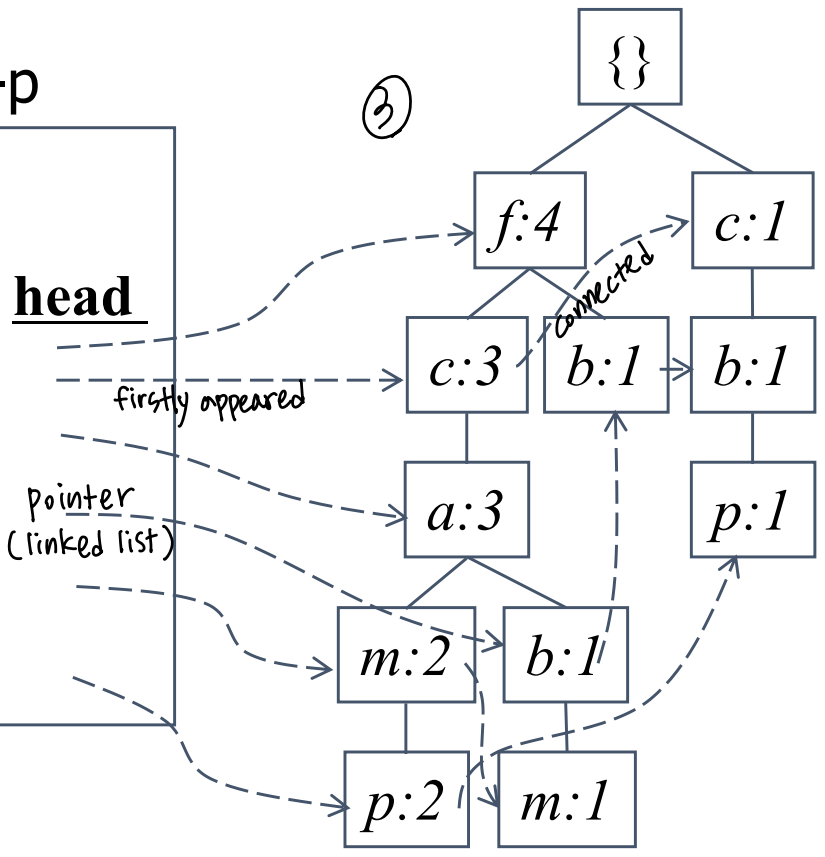 -p
③
{}
f:4
c:1
head
connected
c:3
b:1
b:1
firstly appeared
a:3
p:1
pointer
(linked list)
m:2
b:1
p:2
m:1